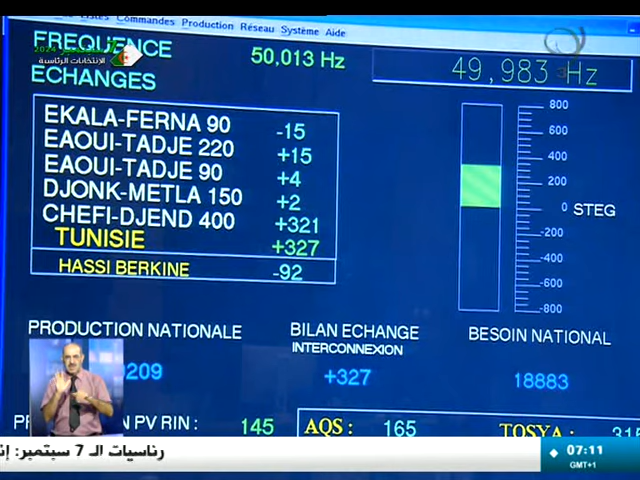 Commandes Production Réseau Système Aide
FREQUENCE 50,013 Hz 49,983 Hz
2024
الانتخابات الرئاسية
ECHANGES
EKALA-FERNA 90 -15
EAOUI-TADJE 220 +15
EAOUI-TADJE 90 +4
DJONK-METLA 150 +2
CHEFI-DJEND 400 +321
TUNISIE +327
HASSI BERKINE -92
800
600
400
200
0 STEG
-200
-400
-600
-800
PRODUCTION NATIONALE BILAN ECHANGE BESOIN NATIONAL
INTERCONNEXION
209 +327 18883
PV RIN : 145 AQS : 165 TOSYA :
رئاسيات الـ 7 سبتمبر:
07:11
GMT+1